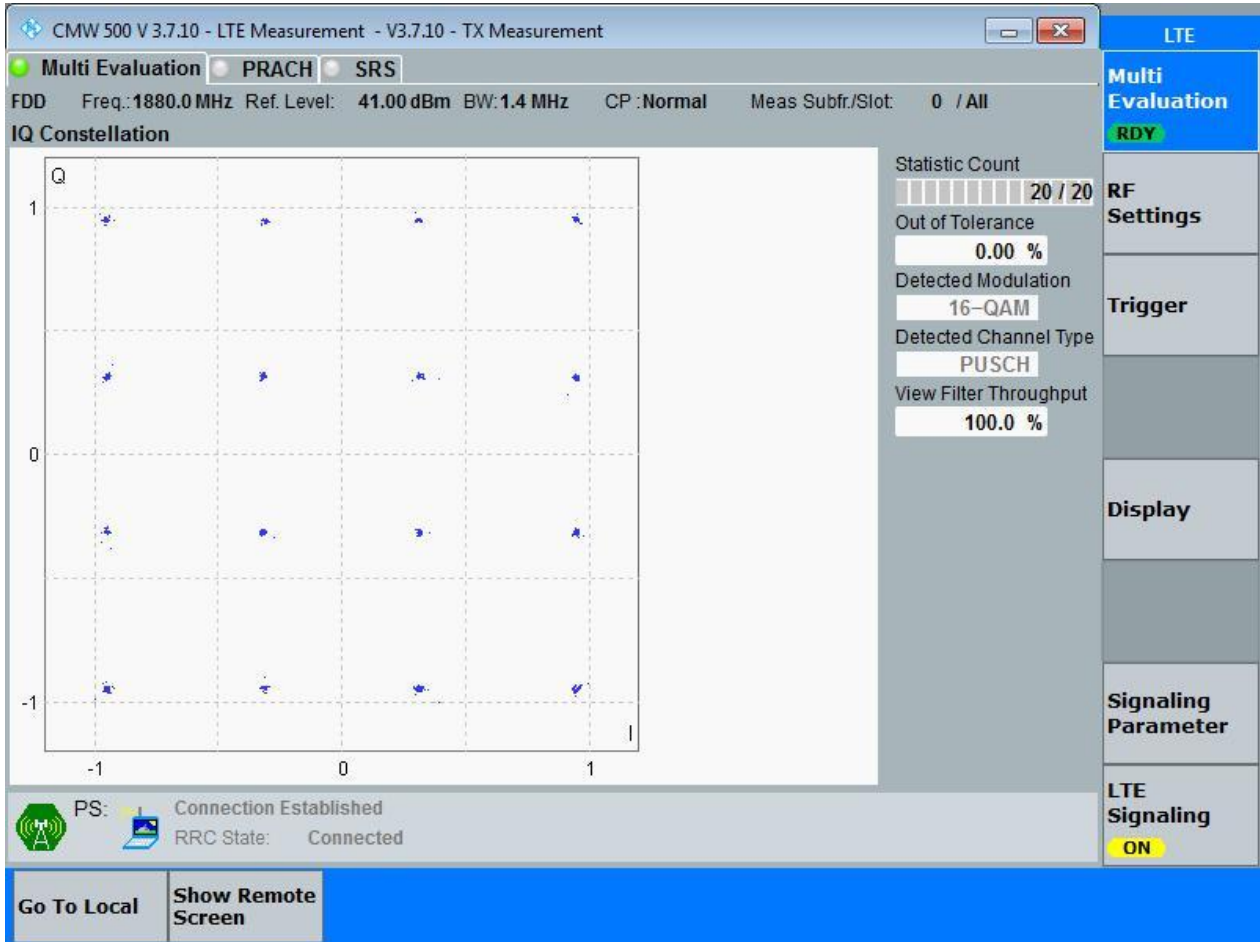 CMW 500 V 3.7.10 - LTE Measurement - V3.7.10 - TX Measurement
LTE
Multi Evaluation PRACH SRS
Multi
Evaluation
RDY
FDD Freq.: 1880.0 MHz Ref. Level: 41.00 dBm BW: 1.4 MHz CP : Normal Meas Subfr./Slot: 0 / All
IQ Constellation
Q
1
0
-1
I
-1 0 1
Statistic Count
20 / 20
Out of Tolerance
0.00 %
Detected Modulation
16-QAM
Detected Channel Type
PUSCH
View Filter Throughput
100.0 %
RF
Settings
Trigger
Display
Signaling
Parameter
LTE
Signaling
ON
PS: Connection Established
RRC State: Connected
Go To Local
Show Remote
Screen